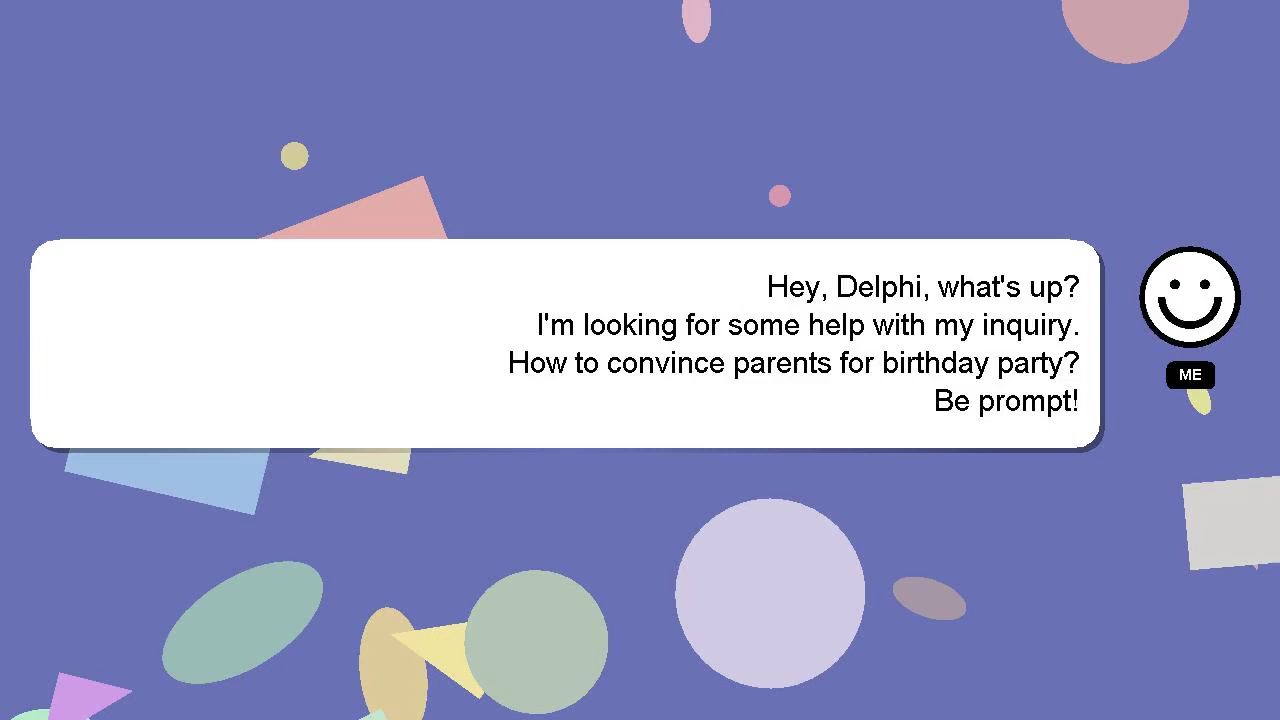 Hey, Delphi, what's up?
I'm looking for some help with my inquiry.
How to convince parents for birthday party?
Be prompt!
ME